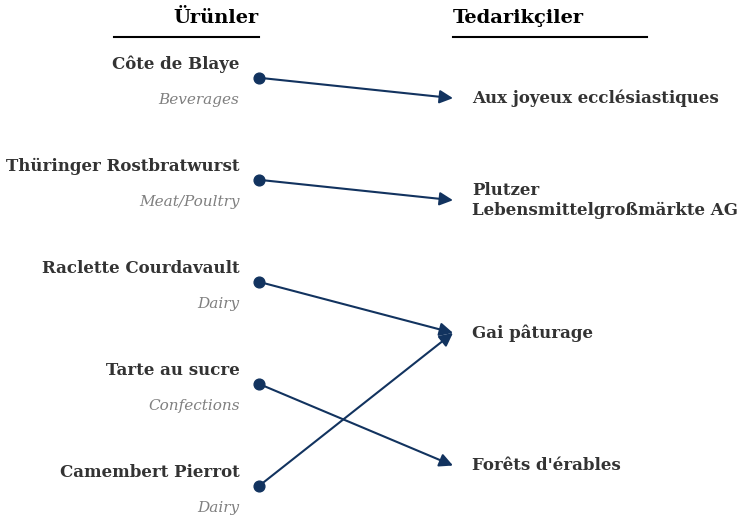 Ürünler
Tedarikçiler
Côte de Blaye
Beverages
Aux joyeux ecclésiastiques
Thüringer Rostbratwurst
Meat/Poultry
Plutzer
Lebensmittelgroßmärkte AG
Raclette Courdavault
Dairy
Gai pâturage
Tarte au sucre
Confections
Forêts d'érables
Camembert Pierrot
Dairy